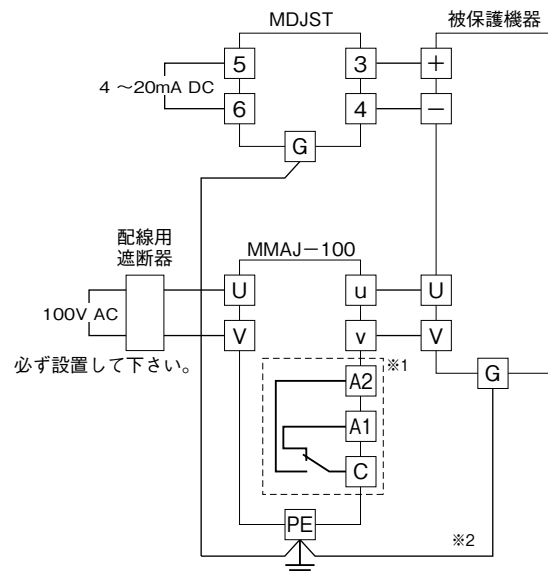 MDJST
被保護機器
5
3
+
4 ～20mA DC
6
4
−
G
配線用
遮断器
MMAJ−100
U
u
U
100V AC
V
v
V
必ず設置して下さい。
※1
G
A2
A1
C
PE
※2